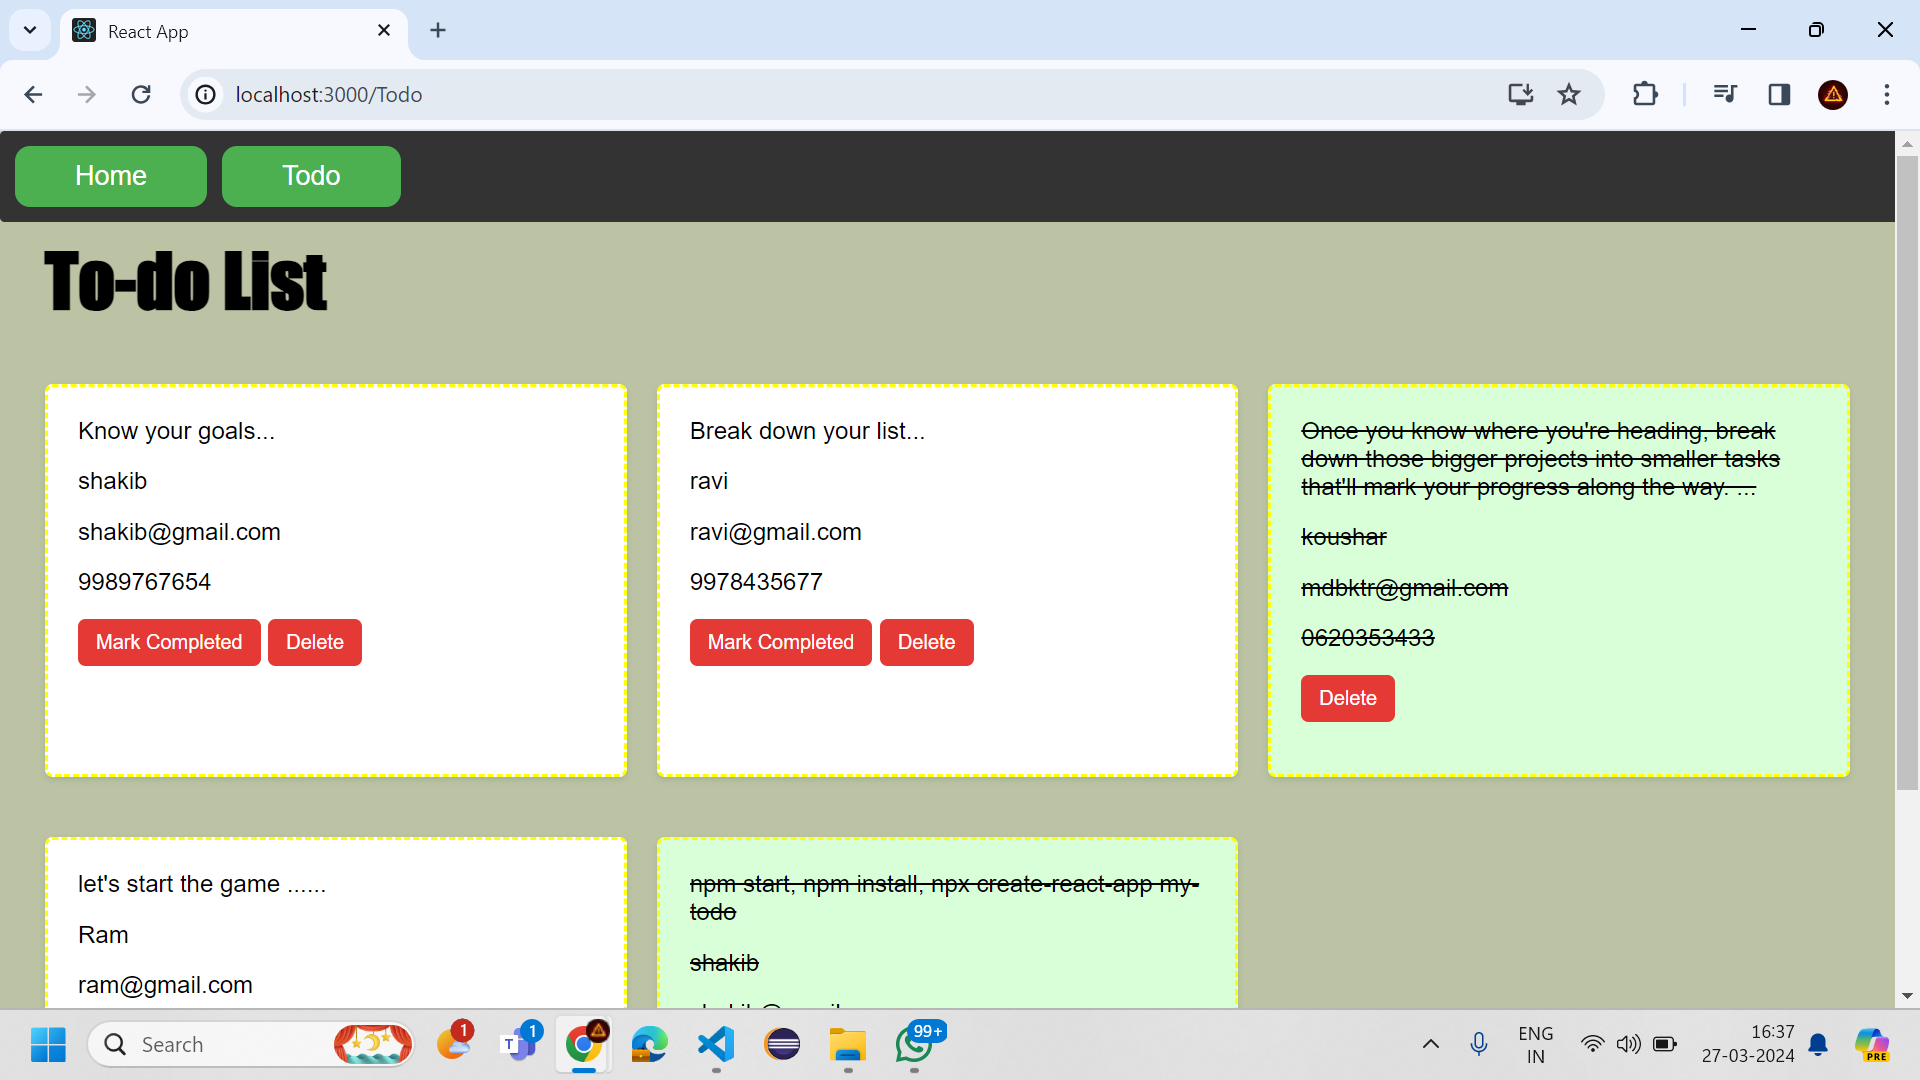 React App
localhost:3000/Todo
Home
Todo
To-do List
Know your goals...
shakib
shakib@gmail.com
9989767654
Mark Completed
Delete
Break down your list...
ravi
ravi@gmail.com
9978435677
Mark Completed
Delete
Once you know where you're heading, break
down those bigger projects into smaller tasks
that'll mark your progress along the way. ...
koushar
mdbktr@gmail.com
0620353433
Delete
let's start the game ......
Ram
ram@gmail.com
npm start, npm install, npx create-react-app my-
todo
shakib
Search
1
T
1
99+
ENG
IN
16:37
27-03-2024
PRE